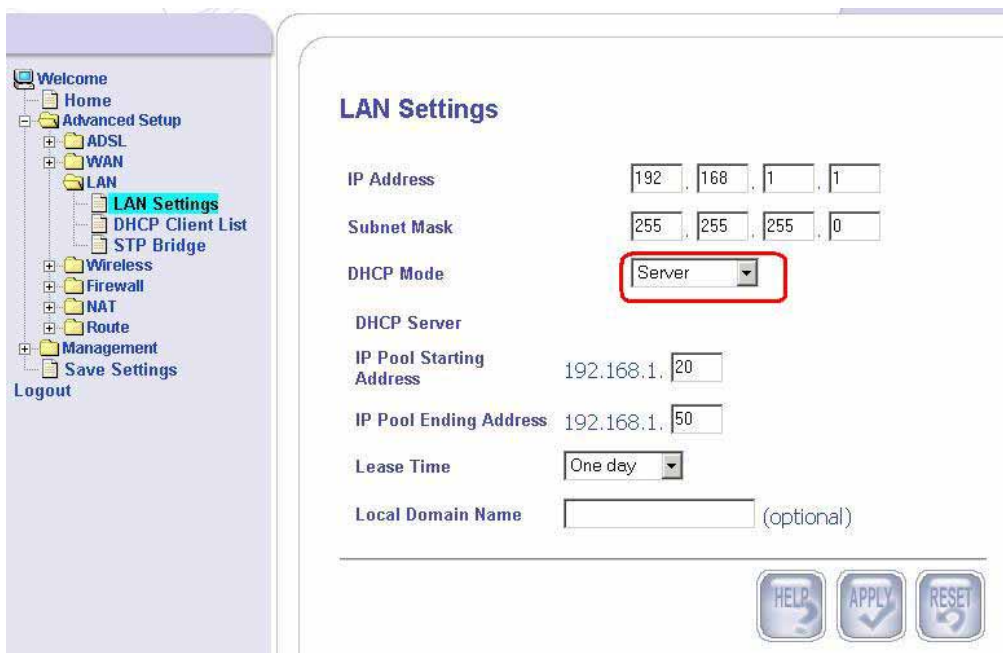 Welcome
Home
Advanced Setup
ADSL
WAN
LAN
LAN Settings
DHCP Client List
STP Bridge
Wireless
Firewall
NAT
Route
Management
Save Settings
Logout
LAN Settings
IP Address 192 . 168 . 1 . 1
Subnet Mask 255 . 255 . 255 . 0
DHCP Mode Server
DHCP Server
IP Pool Starting
Address 192.168.1. 20
IP Pool Ending Address 192.168.1. 50
Lease Time One day
Local Domain Name (optional)
HELP APPLY RESET